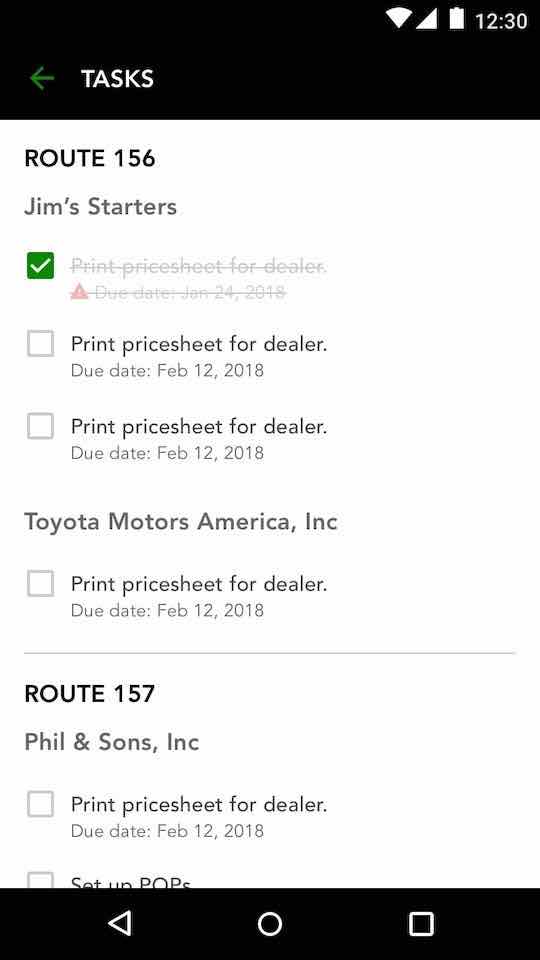 12:30
TASKS
ROUTE 156
Jim’s Starters
Print pricesheet for dealer.
Due date: Jan 24, 2018
Print pricesheet for dealer.
Due date: Feb 12, 2018
Print pricesheet for dealer.
Due date: Feb 12, 2018
Toyota Motors America, Inc
Print pricesheet for dealer.
Due date: Feb 12, 2018
ROUTE 157
Phil & Sons, Inc
Print pricesheet for dealer.
Due date: Feb 12, 2018
Set up POPs